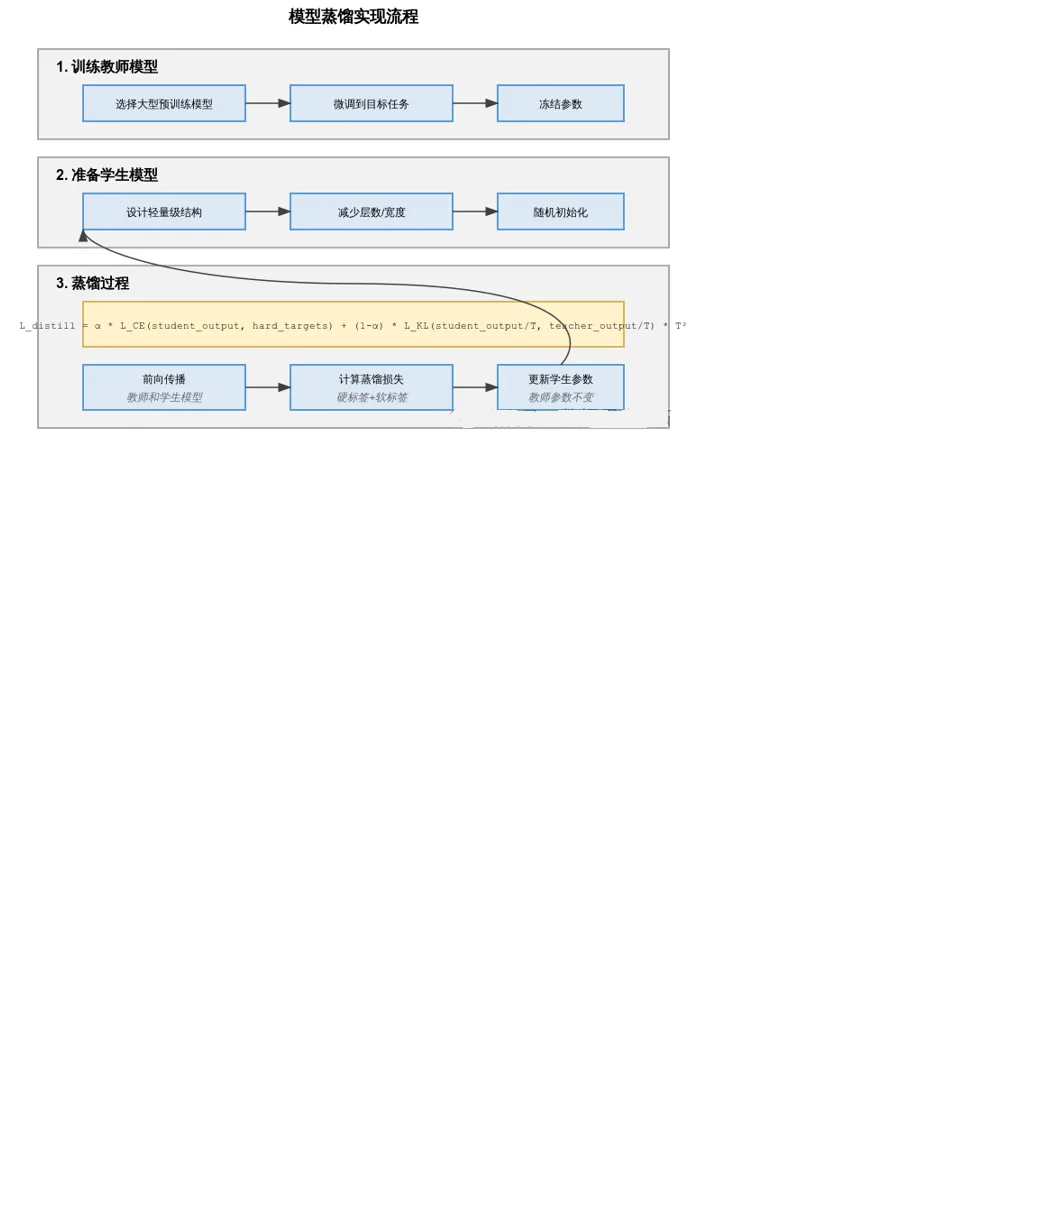 模型蒸馏实现流程
1. 训练教师模型
选择大型预训练模型
微调到目标任务
冻结参数
2. 准备学生模型
设计轻量级结构
减少层数/宽度
随机初始化
3. 蒸馏过程
L_distill = α * L_CE(student_output, hard_targets) + (1-α) * L_KL(student_output/T, teacher_output/T) * T²
前向传播
教师和学生模型
计算蒸馏损失
硬标签+软标签
更新学生参数
教师参数不变